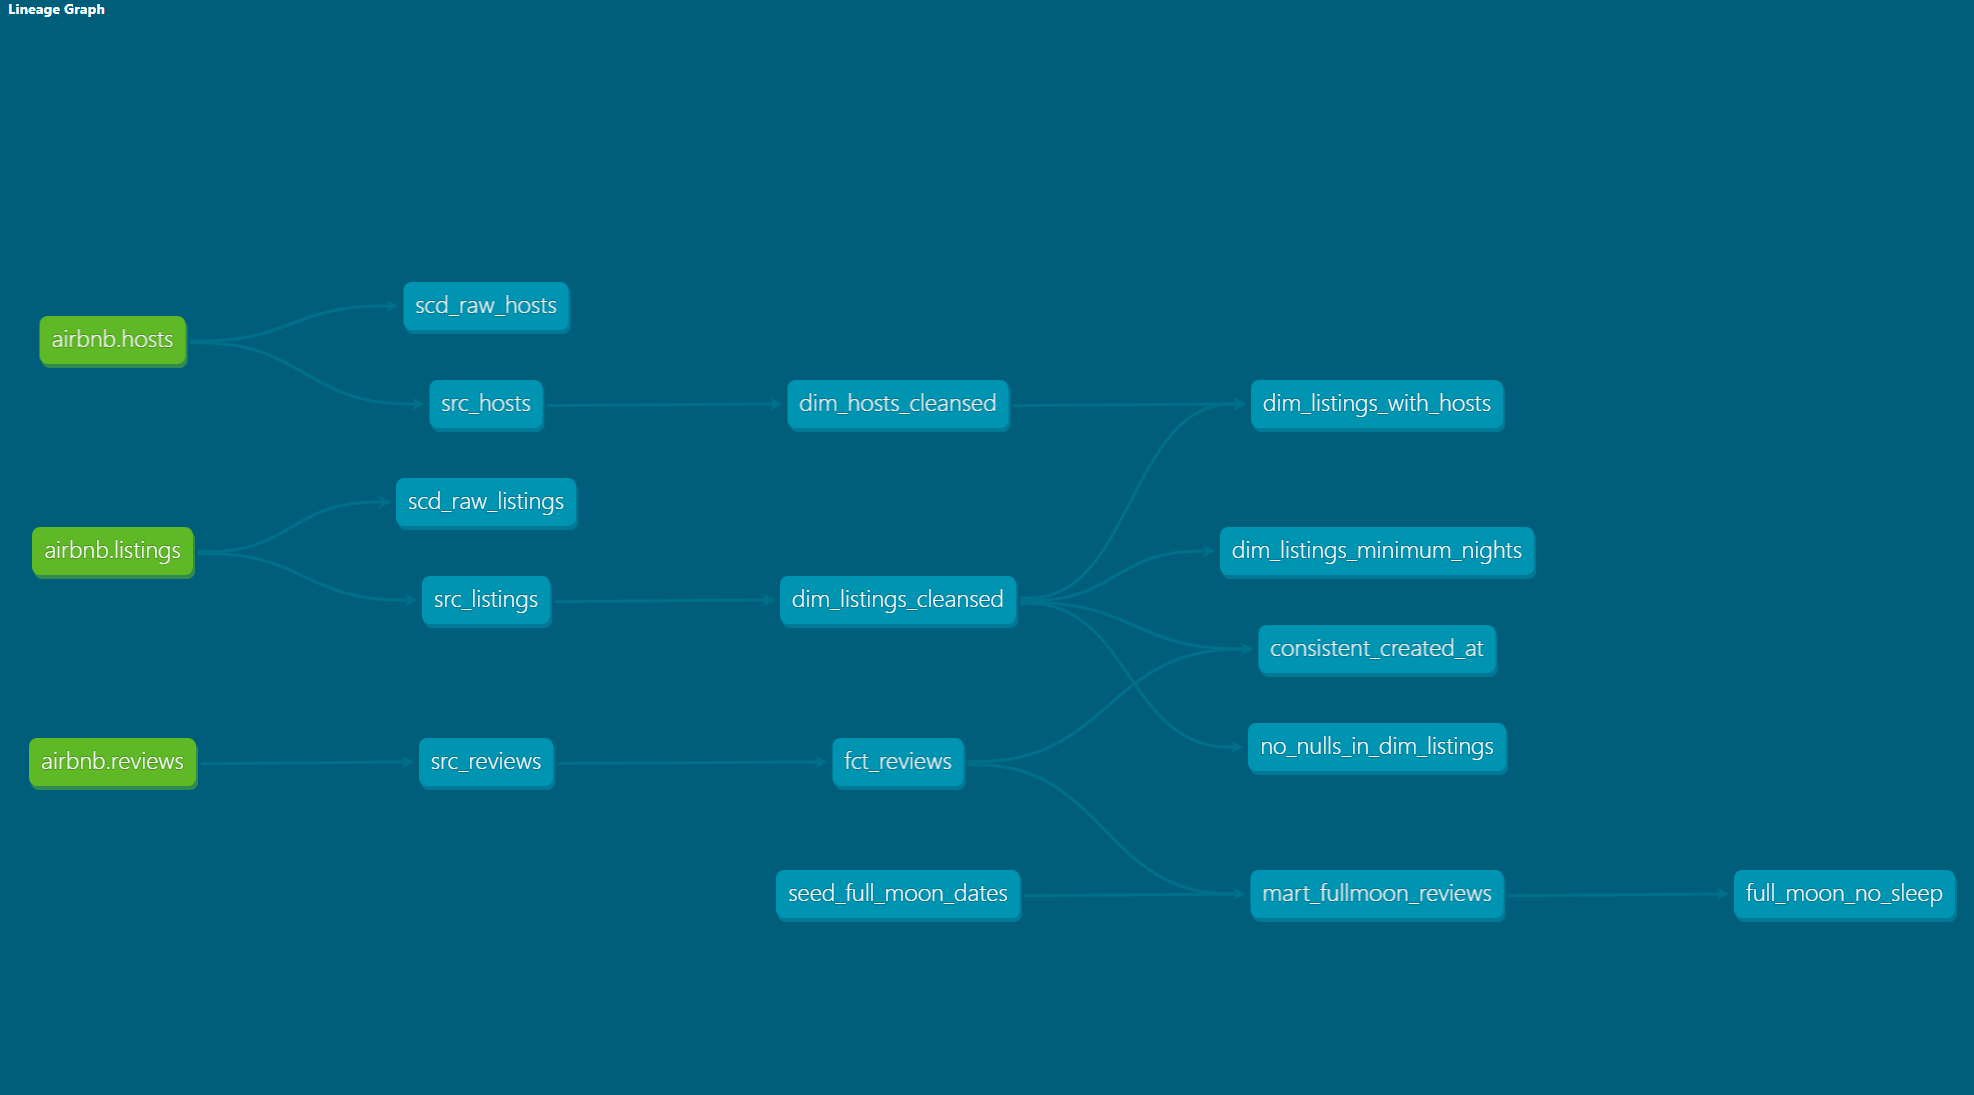 Lineage Graph
scd_raw_hosts
airbnb.hosts
src_hosts
dim_hosts_cleansed
dim_listings_with_hosts
scd_raw_listings
airbnb.listings
dim_listings_minimum_nights
src_listings
dim_listings_cleansed
consistent_created_at
no_nulls_in_dim_listings
airbnb.reviews
src_reviews
fct_reviews
seed_full_moon_dates
mart_fullmoon_reviews
full_moon_no_sleep